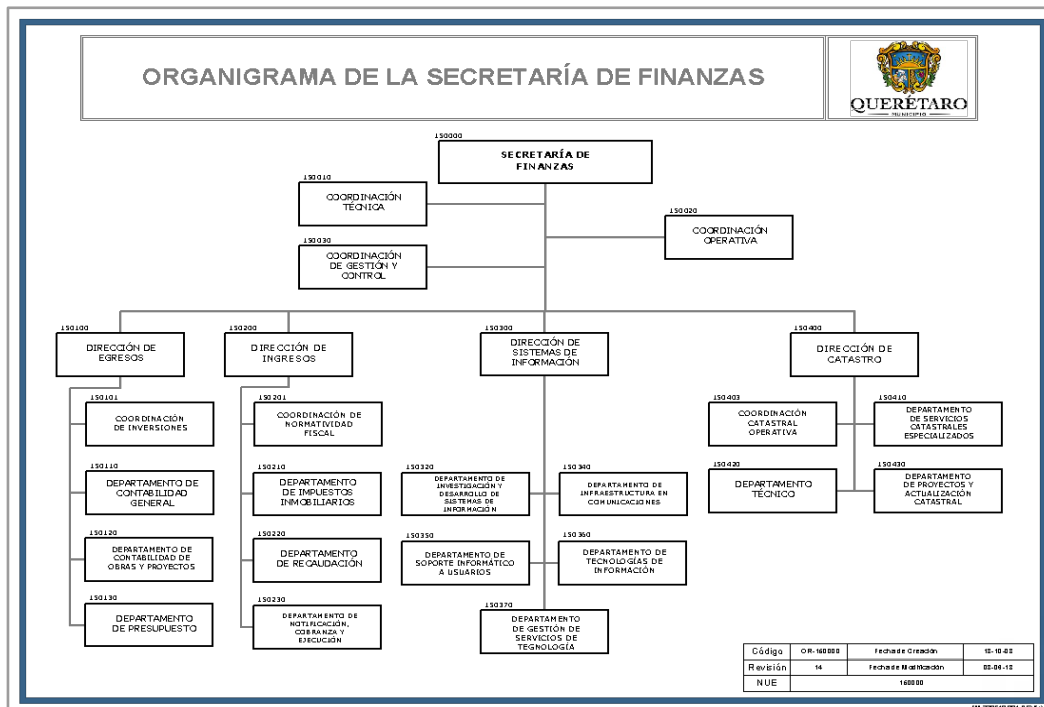 ORGANIGRAMA DE LA SECRETARÍA DE FINANZAS
QUERÉTARO
MUNICIPIO
150000
SECRETARÍA DE
FINANZAS
150010
COORDINACIÓN
TÉCNICA
150020
COORDINACIÓN
OPERATIVA
150030
COORDINACIÓN
DE GESTIÓN Y
CONTROL
150100
DIRECCIÓN DE
EGRESOS
150200
DIRECCIÓN DE
INGRESOS
150300
DIRECCIÓN DE
SISTEMAS DE
INFORMACIÓN
150400
DIRECCIÓN DE
CATASTRO
150101
COORDINACIÓN
DE INVERSIONES
150110
DEPARTAMENTO DE
CONTABILIDAD
GENERAL
150120
DEPARTAMENTO DE
CONTABILIDAD DE
OBRAS Y PROYECTOS
150130
DEPARTAMENTO
DE PRESUPUESTO
150201
COORDINACIÓN DE
NORMATIVIDAD
FISCAL
150210
DEPARTAMENTO
DE IMPUESTOS
INMOBILIARIOS
150220
DEPARTAMENTO
DE RECAUDACIÓN
150230
DEPARTAMENTO DE
NOTIFICACIÓN,
COBRANZA Y
EJECUCIÓN
150320
DEPARTAMENTO DE
INVESTIGACIÓN Y
DESARROLLO DE
SISTEMAS DE
INFORMACIÓN
150340
DEPARTAMENTO DE
INFRAESTRUCTURA EN
COMUNICACIONES
150350
DEPARTAMENTO DE
SOPORTE INFORMÁTICO
A USUARIOS
150360
DEPARTAMENTO DE
TECNOLOGÍAS DE
INFORMACIÓN
150370
DEPARTAMENTO
DE GESTIÓN DE
SERVICIOS DE
TEGNOLOGÍA
150403
COORDINACIÓN
CATASTRAL
OPERATIVA
150410
DEPARTAMENTO
DE SERVICIOS
CATASTRALES
ESPECIALIZADOS
150420
DEPARTAMENTO
TÉCNICO
150430
DEPARTAMENTO
DE PROYECTOS Y
ACTUALIZACIÓN
CATASTRAL
Código OR-150000 Fecha de Creación
Revisión 14 Fecha de Modificación
NUE 150000